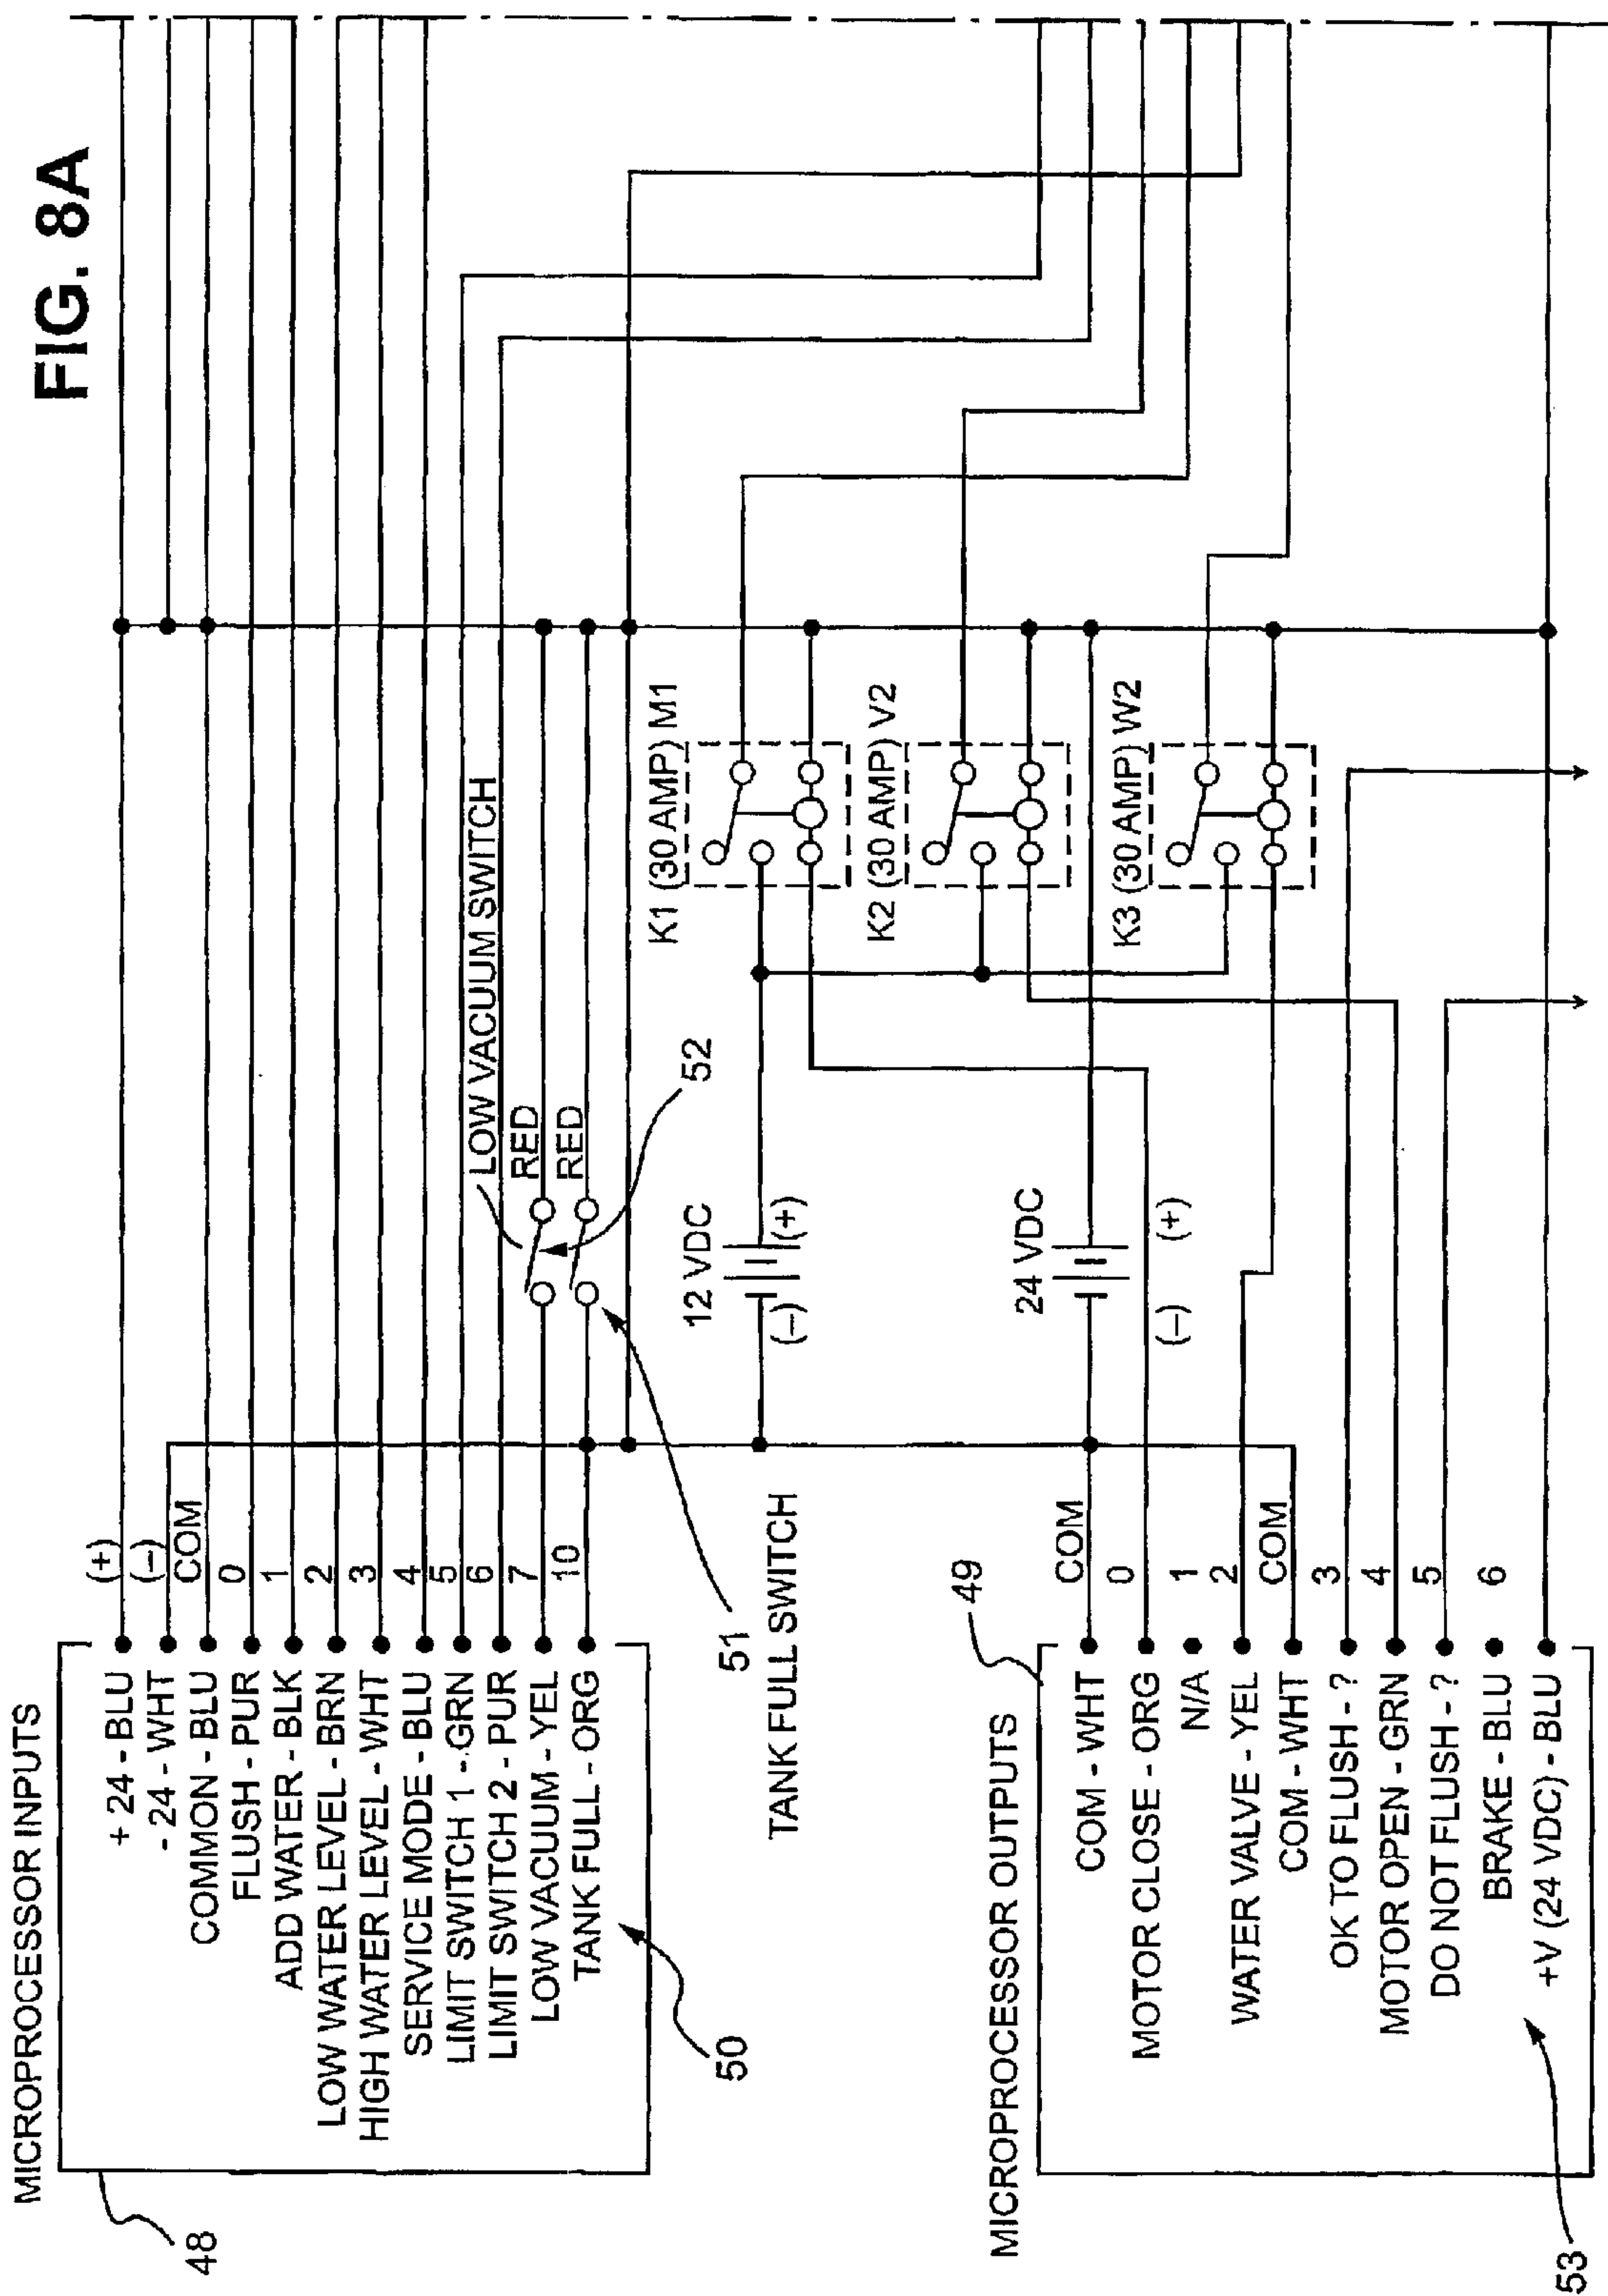 FIG. 8A
MICROPROCESSOR INPUTS
48
+ 24 - BLU
(+)
- 24 - WHT
(–)
COMMON - BLU
COM
FLUSH - PUR
0
ADD WATER - BLK
1
LOW WATER LEVEL - BRN
2
HIGH WATER LEVEL - WHT
3
SERVICE MODE - BLU
4
LIMIT SWITCH 1 - GRN
5
LIMIT SWITCH 2 - PUR
6
LOW VACUUM - YEL
7
TANK FULL - ORG
10
50
LOW VACUUM SWITCH
RED
RED
52
51
TANK FULL SWITCH
12 VDC
(–)
(+)
K1 (30 AMP) M1
K2 (30 AMP) V2
K3 (30 AMP) W2
24 VDC
(–)
(+)
MICROPROCESSOR OUTPUTS
49
COM - WHT
COM
MOTOR CLOSE - ORG
0
N/A
1
WATER VALVE - YEL
2
COM - WHT
COM
OK TO FLUSH - ?
3
MOTOR OPEN - GRN
4
DO NOT FLUSH - ?
5
BRAKE - BLU
6
+V (24 VDC) - BLU
53